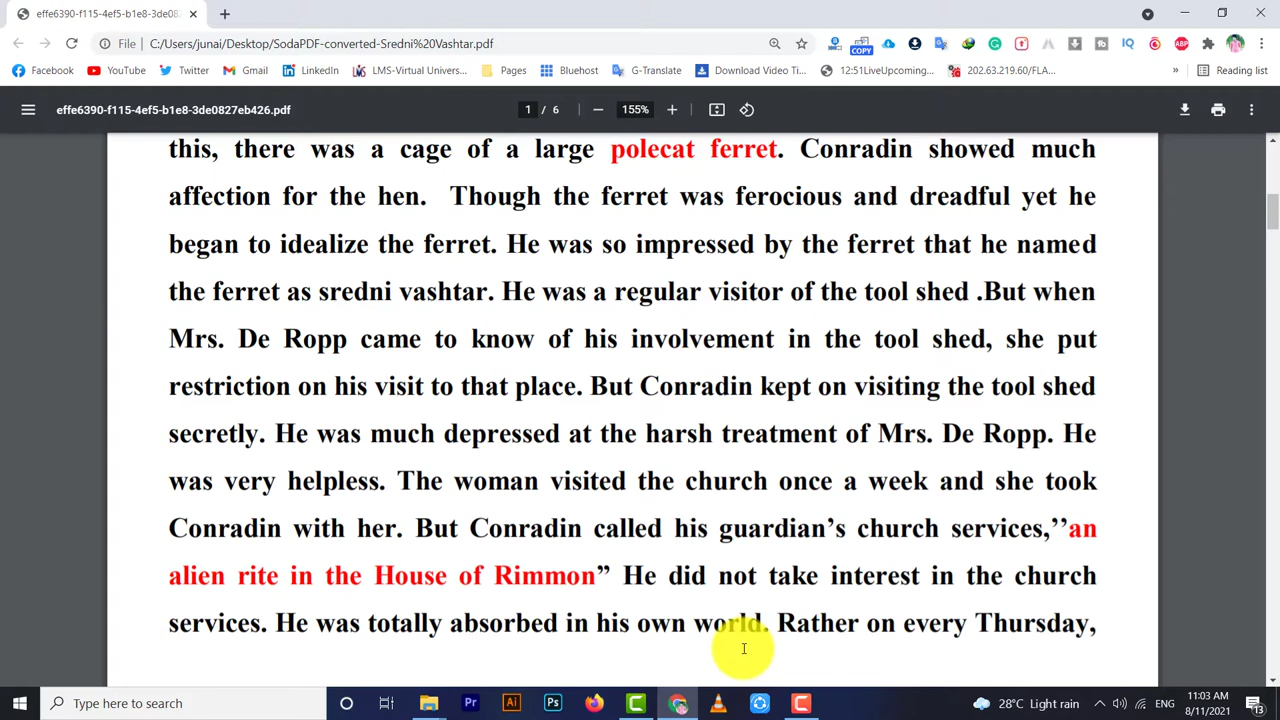 effe6390-f115-4ef5-b1e8-3de0827eb426.pdf
File C:/Users/junai/Desktop/SodaPDF-converted-Sredni%20Vashtar.pdf
COPY
ABP
Facebook YouTube Twitter Gmail LinkedIn LMS-Virtual Univers... Pages Bluehost G-Translate Download Video Ti... 12:51LiveUpcoming... 202.63.219.60/FLA... » Reading list
effe6390-f115-4ef5-b1e8-3de0827eb426.pdf 1 / 6 155%
this, there was a cage of a large polecat ferret. Conradin showed much
affection for the hen. Though the ferret was ferocious and dreadful yet he
began to idealize the ferret. He was so impressed by the ferret that he named
the ferret as sredni vashtar. He was a regular visitor of the tool shed .But when
Mrs. De Ropp came to know of his involvement in the tool shed, she put
restriction on his visit to that place. But Conradin kept on visiting the tool shed
secretly. He was much depressed at the harsh treatment of Mrs. De Ropp. He
was very helpless. The woman visited the church once a week and she took
Conradin with her. But Conradin called his guardian’s church services,’’an
alien rite in the House of Rimmon” He did not take interest in the church
services. He was totally absorbed in his own world. Rather on every Thursday,
Type here to search
Pr Ai Ps
28°C Light rain
ENG
11:03 AM
8/11/2021
13